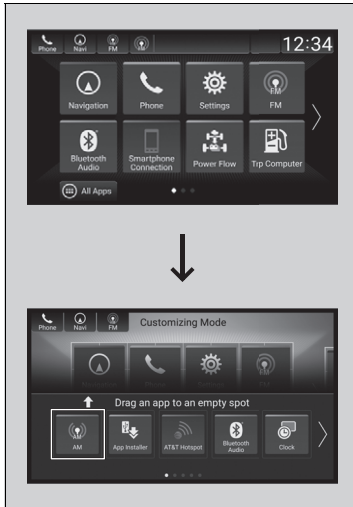 Phone Navi FM 12:34
Navigation Phone Settings FM
Bluetooth Audio Smartphone Connection Power Flow Trp Computer
All Apps
Phone Navi FM Customizing Mode
Drag an app to an empty spot
AM App Installer AT&T Hotspot Bluetooth Audio Clock